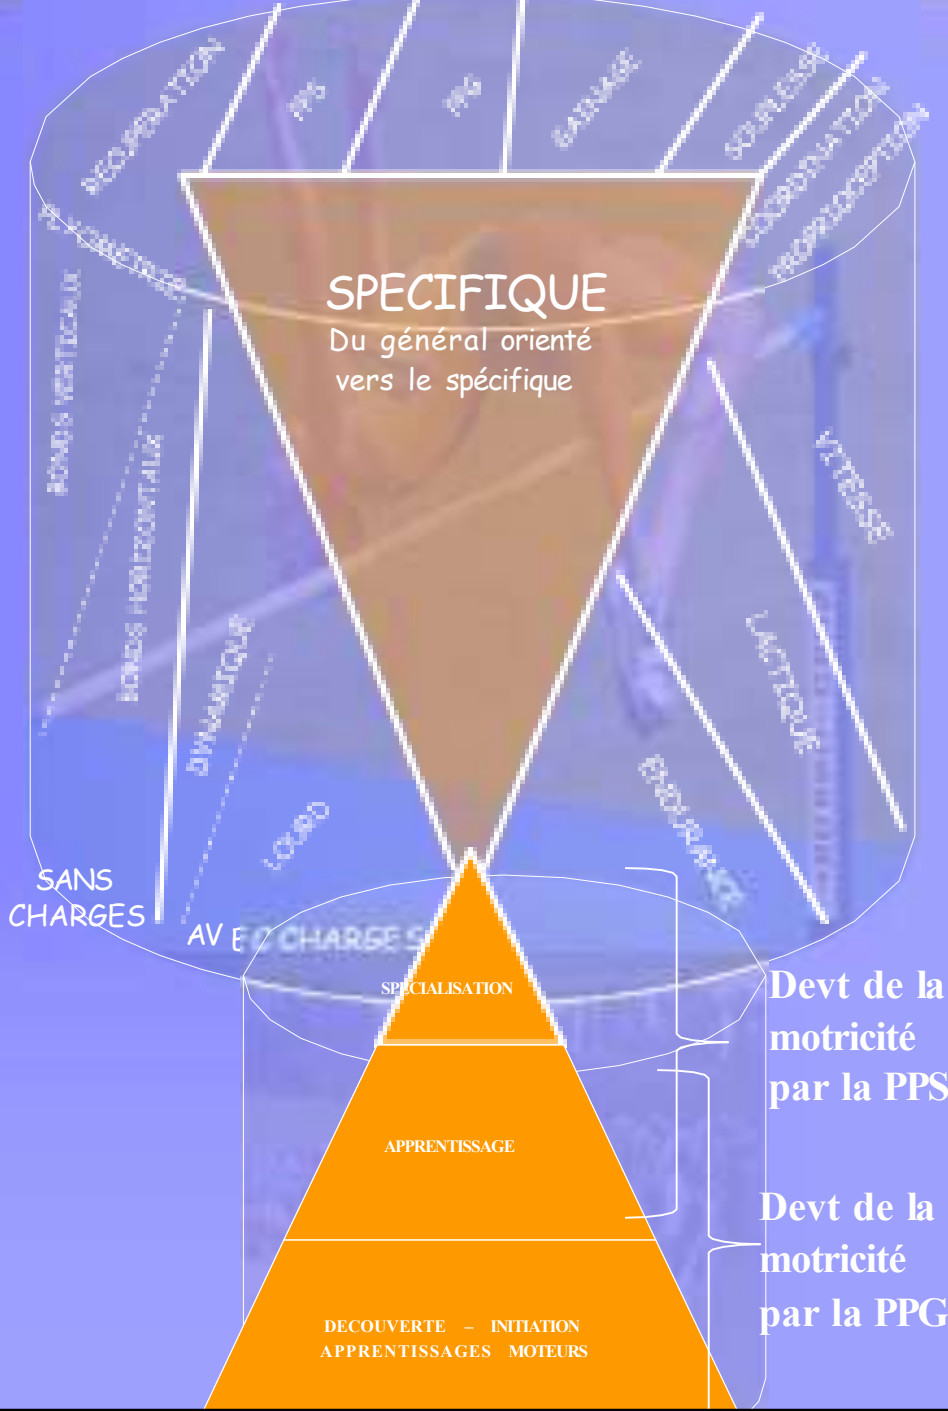 RECUPERATION
PPS
PPG
GAINAGE
SOUPLESSE
COORDINATION
PROPRIOCEPTION
SPECIFIQUE
Du général orienté
vers le spécifique
BONDS VERTICAUX
BONDS HORIZONTAUX
DYNAMIQUE
LOURD
VITESSE
LACTIQUE
ENDURANCE
SANS
CHARGES
AVEC CHARGES
SPECIALISATION
Devt de la
motricité
par la PPS
APPRENTISSAGE
Devt de la
motricité
par la PPG
DECOUVERTE – INITIATION
APPRENTISSAGES MOTEURS